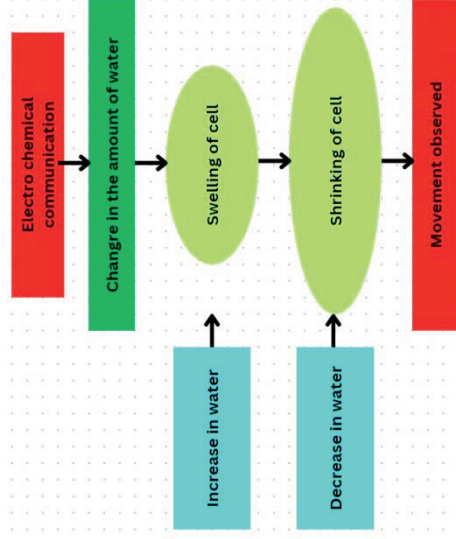 Electro chemical
communication
Changre in the amount of water
Swelling of cell
Shrinking of cell
Movement observed
Increase in water
Decrease in water